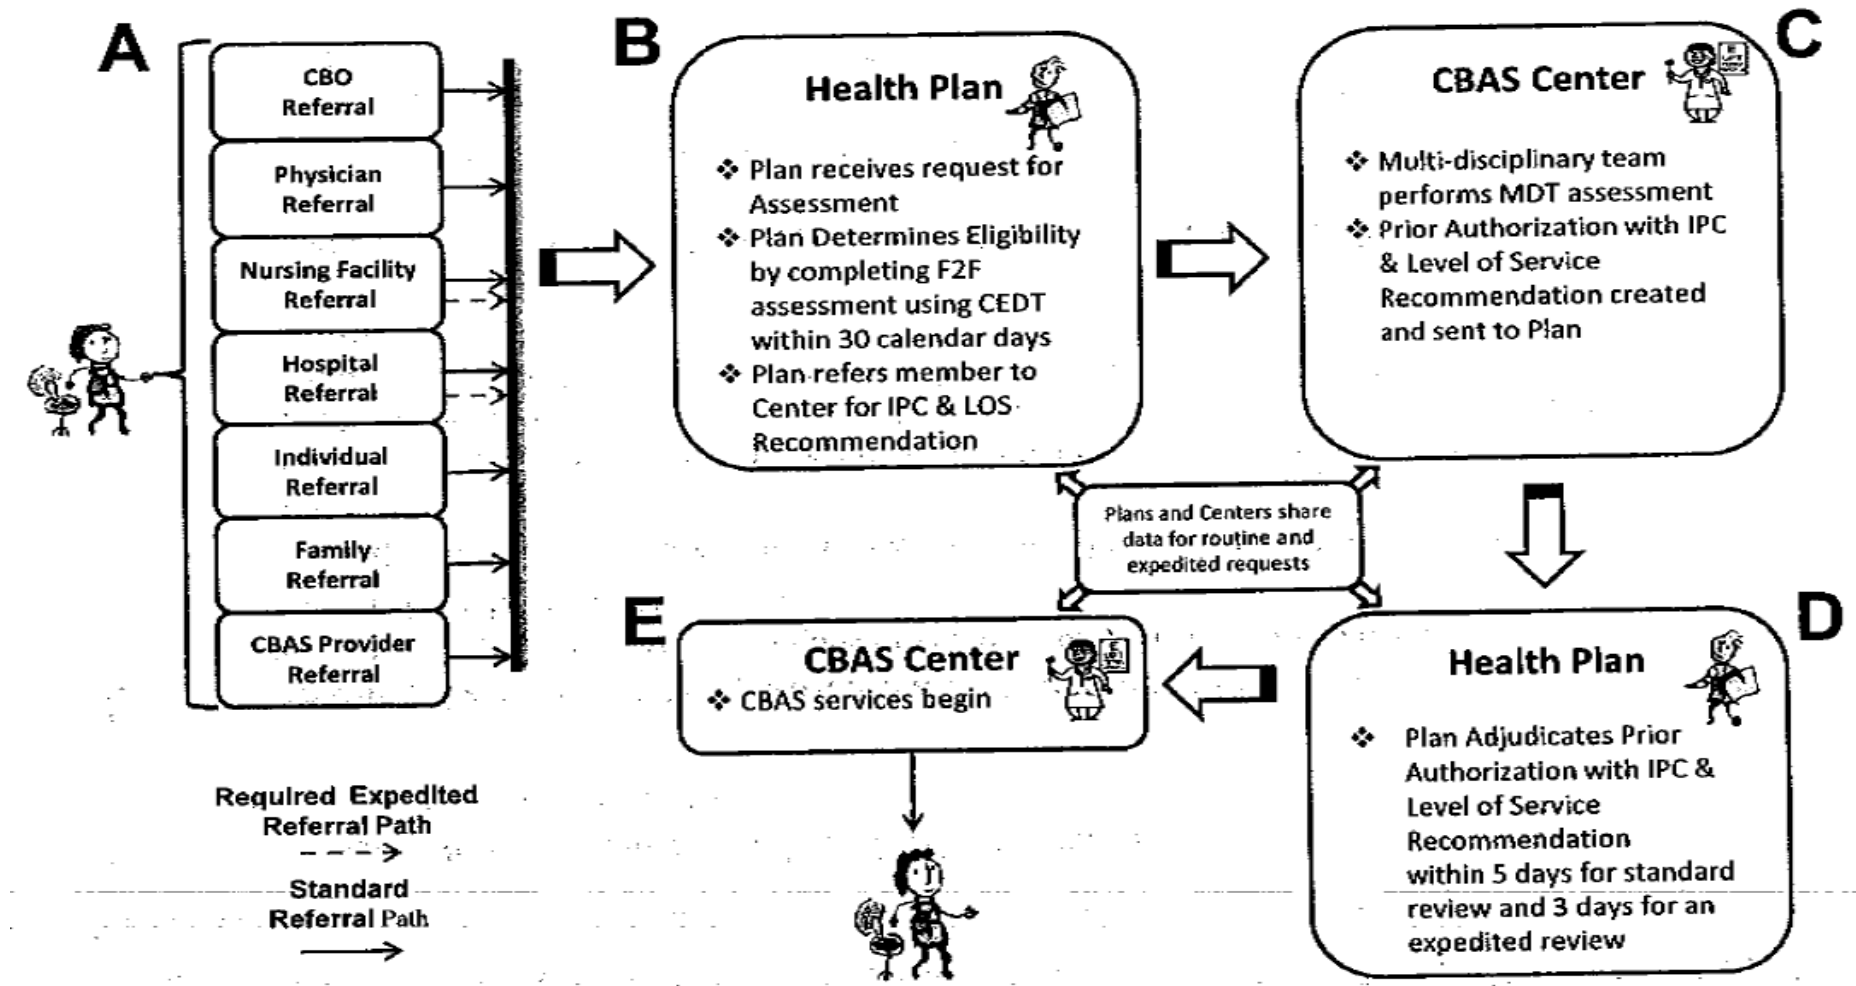 A
CBO
Referral
Physician
Referral
Nursing Facility
Referral
Hospital
Referral
Individual
Referral
Family
Referral
CBAS Provider
Referral
Required Expedited
Referral Path
Standard
Referral Path
B
Health Plan
❖ Plan receives request for
Assessment
❖ Plan Determines Eligibility
by completing F2F
assessment using CEDT
within 30 calendar days
❖ Plan refers member to
Center for IPC & LOS
Recommendation
C
CBAS Center
❖ Multi-disciplinary team
performs MDT assessment
❖ Prior Authorization with IPC
& Level of Service
Recommendation created
and sent to Plan
Plans and Centers share
data for routine and
expedited requests
D
Health Plan
❖ Plan Adjudicates Prior
Authorization with IPC &
Level of Service
Recommendation
within 5 days for standard
review and 3 days for an
expedited review
E
CBAS Center
❖ CBAS services begin